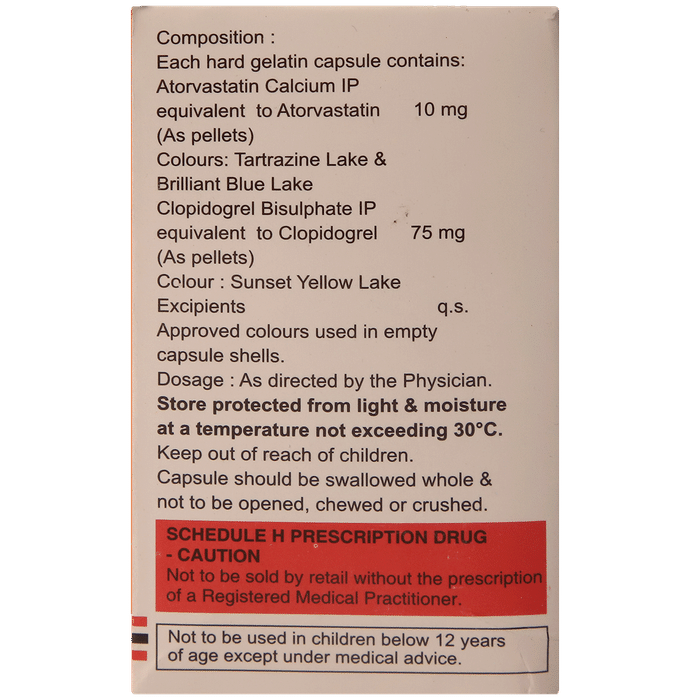 Composition :
Each hard gelatin capsule contains:
Atorvastatin Calcium IP
equivalent to Atorvastatin 10 mg
(As pellets)
Colours: Tartrazine Lake &
Brilliant Blue Lake
Clopidogrel Bisulphate IP
equivalent to Clopidogrel 75 mg
(As pellets)
Colour : Sunset Yellow Lake
Excipients q.s.
Approved colours used in empty
capsule shells.
Dosage : As directed by the Physician.
Store protected from light & moisture
at a temperature not exceeding 30°C.
Keep out of reach of children.
Capsule should be swallowed whole &
not to be opened, chewed or crushed.
SCHEDULE H PRESCRIPTION DRUG
- CAUTION
Not to be sold by retail without the prescription
of a Registered Medical Practitioner.
Not to be used in children below 12 years
of age except under medical advice.